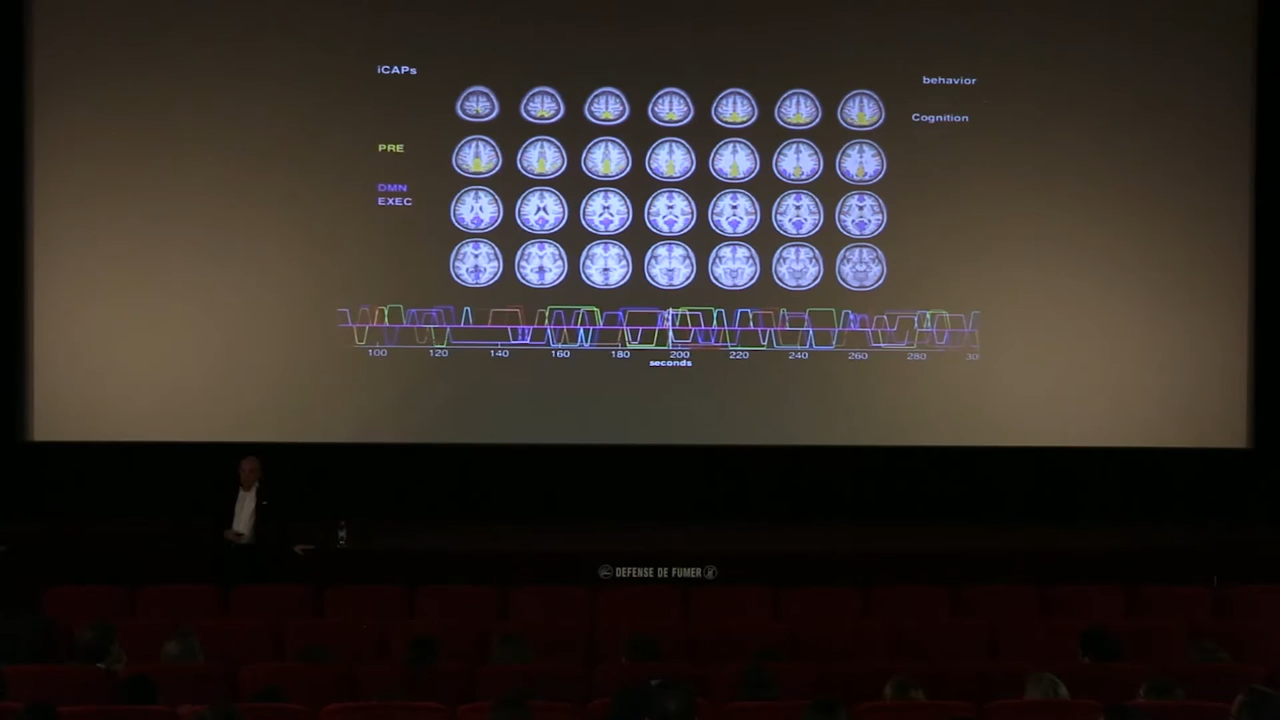 iCAPs
behavior
Cognition
PRE
DMN
EXEC
100 120 140 160 180 200 220 240 260 280 30
seconds
DEFENSE DE FUMER